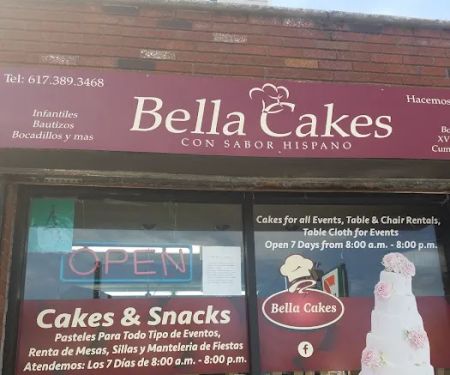 Tel: 617.389.3468
Infantiles
Bautizos
Bocadillos y mas
Bella Cakes
CON SABOR HISPANO
Hacemos
XV
OPEN
Cakes & Snacks
Pasteles Para Todo Tipo de Eventos,
Renta de Mesas, Sillas y Manteleria de Fiestas
Atendemos: Los 7 Días de 8:00 a.m. - 8:00 p.m.
Cakes for all Events, Table & Chair Rentals,
Table Cloth for Events
Open 7 Days from 8:00 a.m. - 8:00 p.m.
Bella Cakes
f